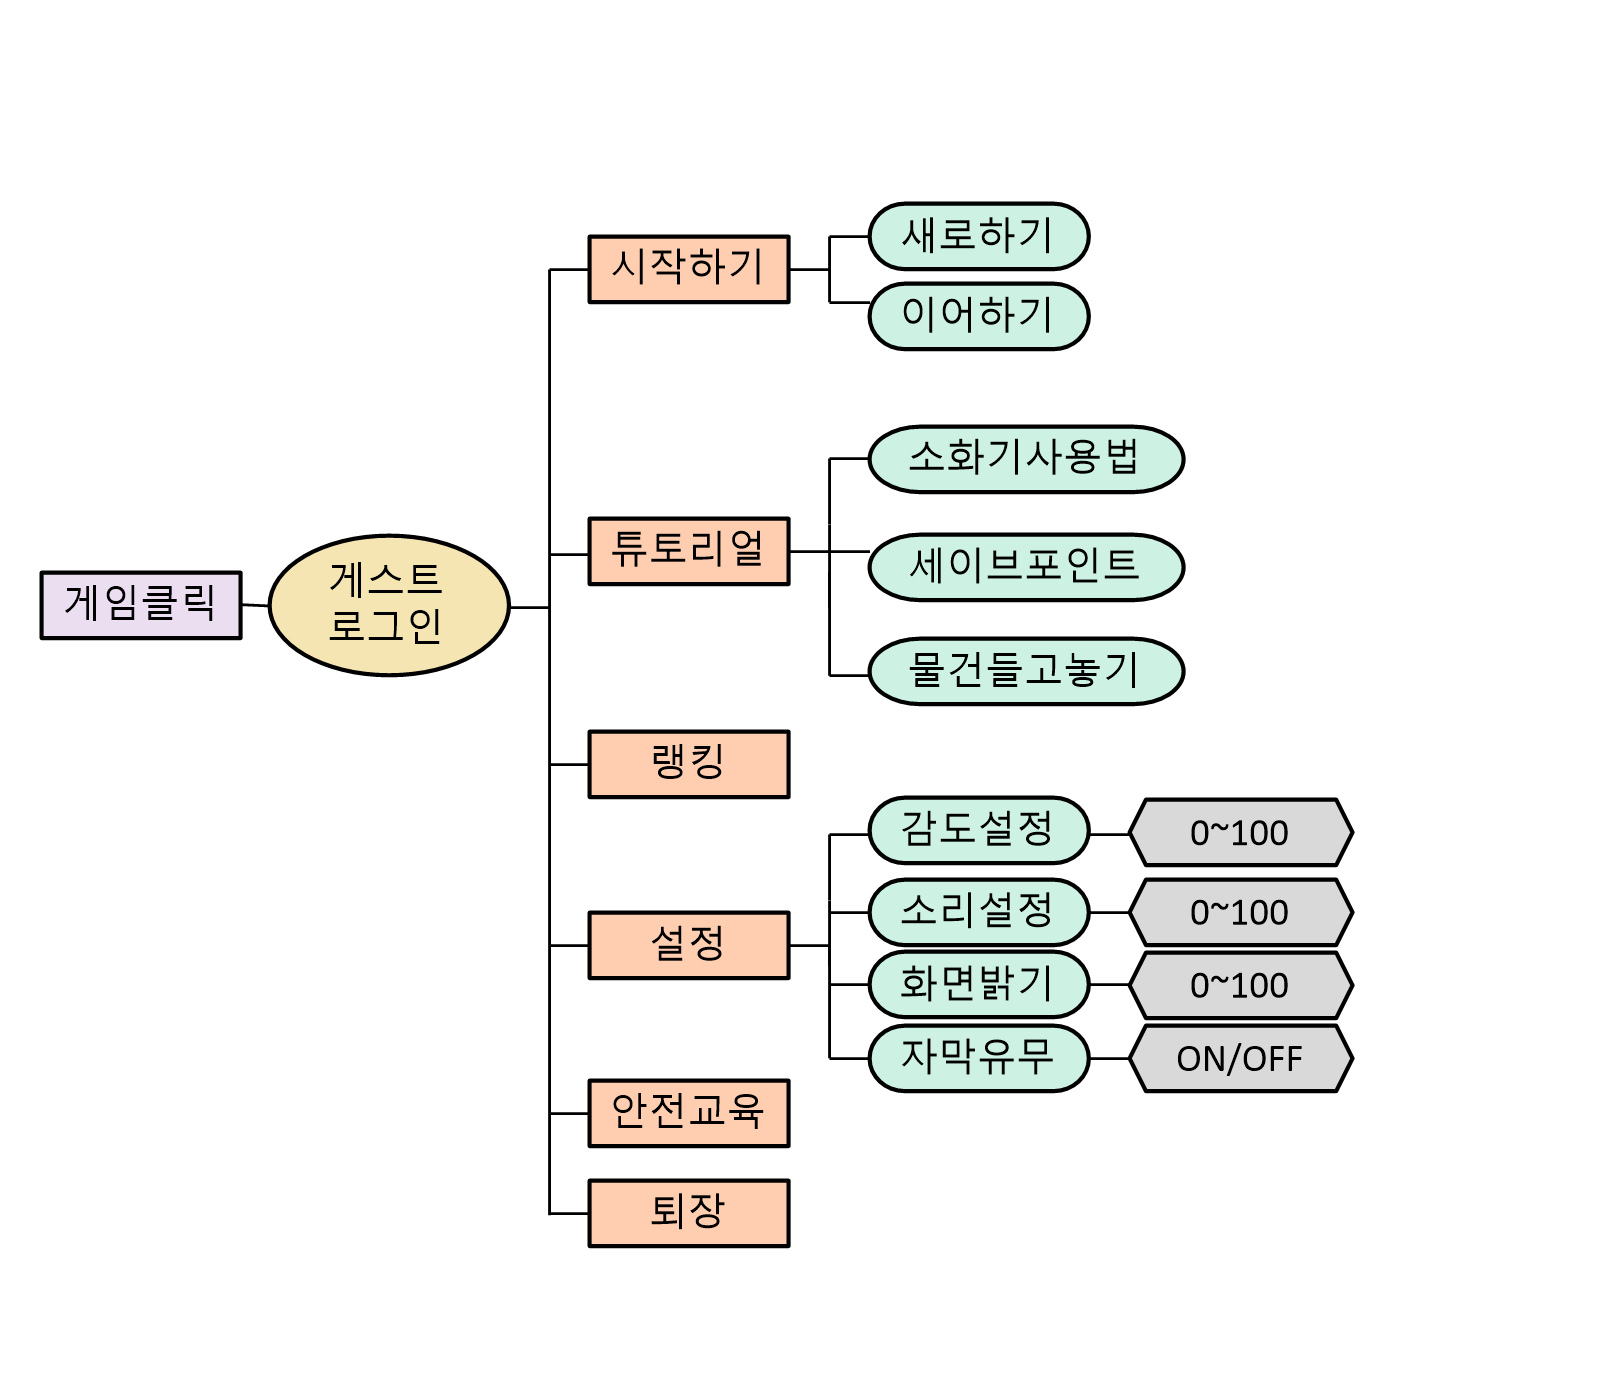 게임클릭
게스트
로그인
시작하기
새로하기
이어하기
튜토리얼
소화기사용법
세이브포인트
물건들고놓기
랭킹
설정
감도설정
0~100
소리설정
0~100
화면밝기
0~100
자막유무
ON/OFF
안전교육
퇴장